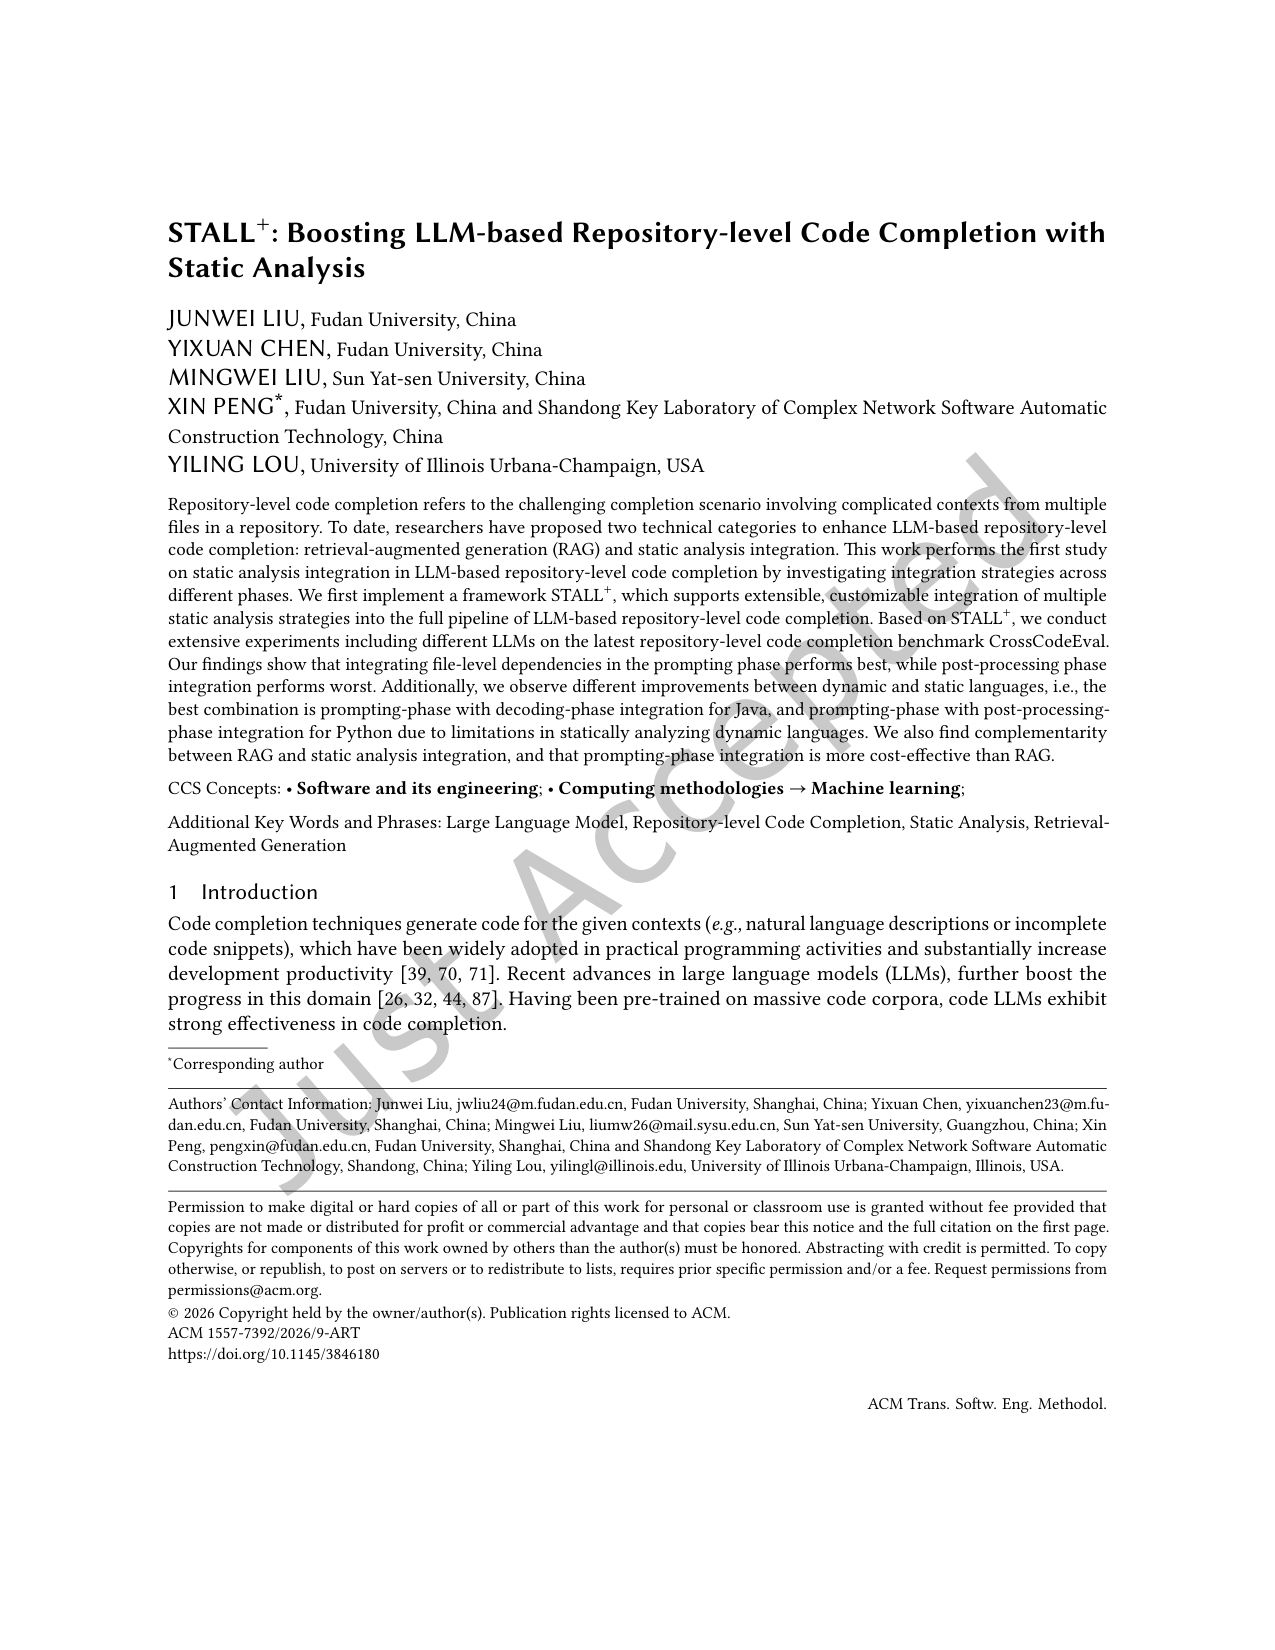 STALL+: Boosting LLM-based Repository-level Code Completion with
Static Analysis
JUNWEI LIU, Fudan University, China
YIXUAN CHEN, Fudan University, China
MINGWEI LIU, Sun Yat-sen University, China
XIN PENG*, Fudan University, China and Shandong Key Laboratory of Complex Network Software Automatic
Construction Technology, China
YILING LOU, University of Illinois Urbana-Champaign, USA
Repository-level code completion refers to the challenging completion scenario involving complicated contexts from multiple
files in a repository. To date, researchers have proposed two technical categories to enhance LLM-based repository-level
code completion: retrieval-augmented generation (RAG) and static analysis integration. This work performs the first study
on static analysis integration in LLM-based repository-level code completion by investigating integration strategies across
different phases. We first implement a framework STALL+, which supports extensible, customizable integration of multiple
static analysis strategies into the full pipeline of LLM-based repository-level code completion. Based on STALL+, we conduct
extensive experiments including different LLMs on the latest repository-level code completion benchmark CrossCodeEval.
Our findings show that integrating file-level dependencies in the prompting phase performs best, while post-processing phase
integration performs worst. Additionally, we observe different improvements between dynamic and static languages, i.e., the
best combination is prompting-phase with decoding-phase integration for Java, and prompting-phase with post-processing-
phase integration for Python due to limitations in statically analyzing dynamic languages. We also find complementarity
between RAG and static analysis integration, and that prompting-phase integration is more cost-effective than RAG.
CCS Concepts: • Software and its engineering; • Computing methodologies → Machine learning;
Additional Key Words and Phrases: Large Language Model, Repository-level Code Completion, Static Analysis, Retrieval-
Augmented Generation
1 Introduction
Code completion techniques generate code for the given contexts (e.g., natural language descriptions or incomplete
code snippets), which have been widely adopted in practical programming activities and substantially increase
development productivity [39, 70, 71]. Recent advances in large language models (LLMs), further boost the
progress in this domain [26, 32, 44, 87]. Having been pre-trained on massive code corpora, code LLMs exhibit
strong effectiveness in code completion.
*Corresponding author
Authors' Contact Information: Junwei Liu, jwliu24@m.fudan.edu.cn, Fudan University, Shanghai, China; Yixuan Chen, yixuanchen23@m.fu-
dan.edu.cn, Fudan University, Shanghai, China; Mingwei Liu, liumw26@mail.sysu.edu.cn, Sun Yat-sen University, Guangzhou, China; Xin
Peng, pengxin@fudan.edu.cn, Fudan University, Shanghai, China and Shandong Key Laboratory of Complex Network Software Automatic
Construction Technology, Shandong, China; Yiling Lou, yilingl@illinois.edu, University of Illinois Urbana-Champaign, Illinois, USA.
Permission to make digital or hard copies of all or part of this work for personal or classroom use is granted without fee provided that
copies are not made or distributed for profit or commercial advantage and that copies bear this notice and the full citation on the first page.
Copyrights for components of this work owned by others than the author(s) must be honored. Abstracting with credit is permitted. To copy
otherwise, or republish, to post on servers or to redistribute to lists, requires prior specific permission and/or a fee. Request permissions from
permissions@acm.org.
© 2026 Copyright held by the owner/author(s). Publication rights licensed to ACM.
ACM 1557-7392/2026/9-ART
https://doi.org/10.1145/3846180
ACM Trans. Softw. Eng. Methodol.
Just Accepted